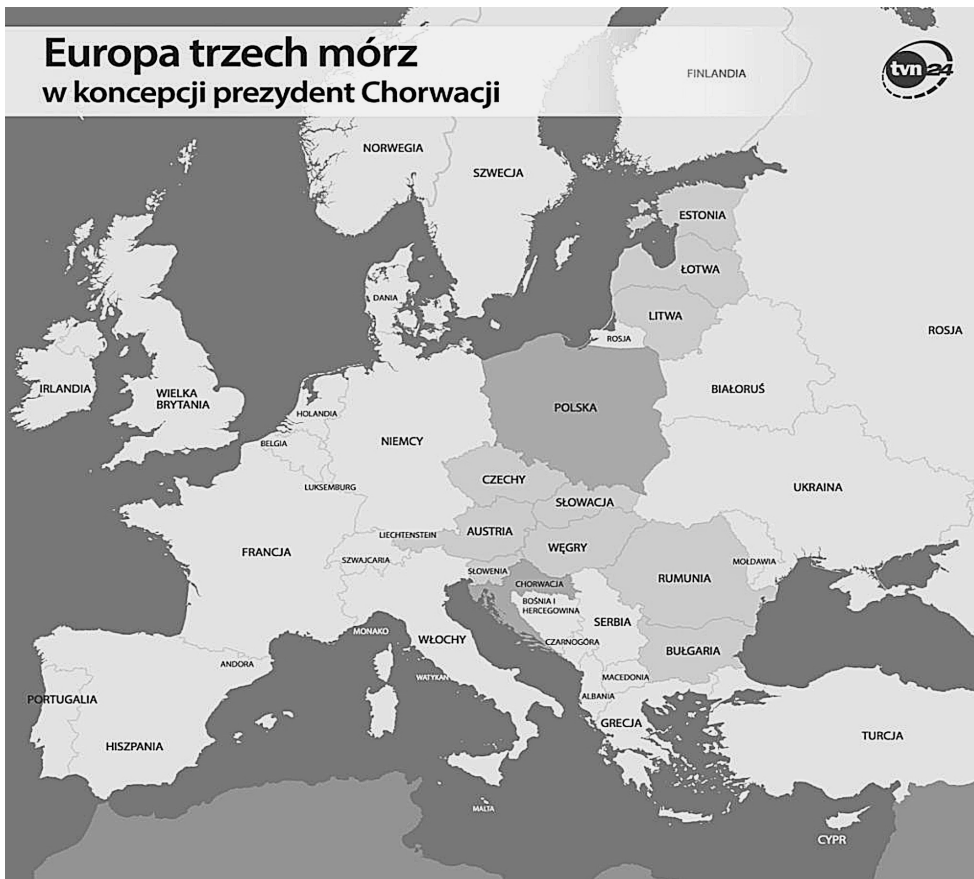 Europa trzech mórz
w koncepcji prezydent Chorwacji
tvn24
FINLANDIA
NORWEGIA
SZWECJA
ESTONIA
ŁOTWA
DANIA
LITWA
ROSJA
ROSJA
IRLANDIA
WIELKA
BRYTANIA
BIAŁORUŚ
POLSKA
HOLANDIA
NIEMCY
BELGIA
CZECHY
LUKSEMBURG
UKRAINA
SŁOWACJA
AUSTRIA
LIECHTENSTEIN
WĘGRY
FRANCJA
SZWAJCARIA
MOŁDAWIA
SŁOWENIA
RUMUNIA
CHORWACJA
BOŚNIA I
HERCEGOWINA
SERBIA
MONAKO
WŁOCHY
CZARNOGÓRA
BUŁGARIA
ANDORA
WATYKAN
MACEDONIA
ALBANIA
PORTUGALIA
GRECJA
TURCJA
HISZPANIA
MALTA
CYPR